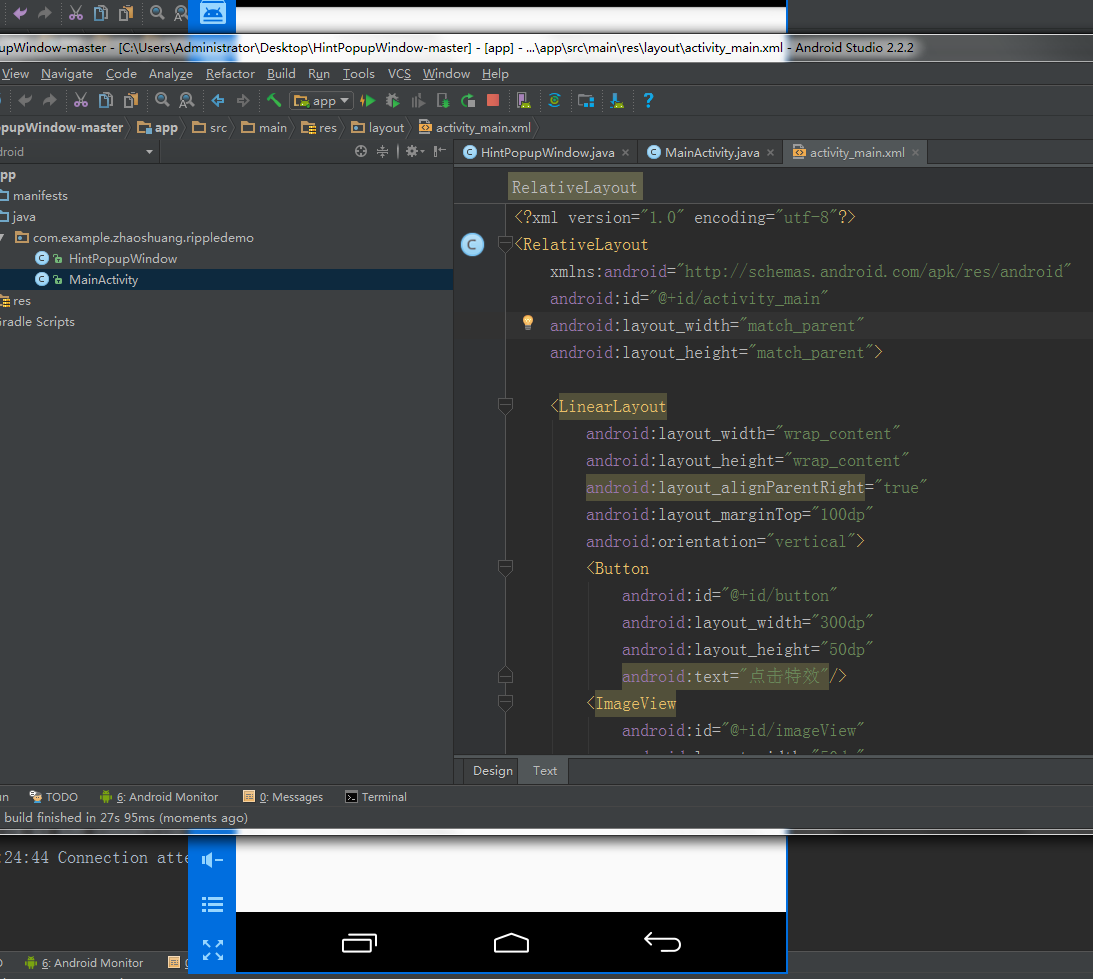 pupWindow-master - [C:\Users\Administrator\Desktop\HintPopupWindow-master] - [app] - ...\app\src\main\res\layout\activity_main.xml - Android Studio 2.2.2
View Navigate Code Analyze Refactor Build Run Tools VCS Window Help
app
opupWindow-master app src main res layout activity_main.xml
droid
HintPopupWindow.java MainActivity.java activity_main.xml
pp
manifests
java
com.example.zhaoshuang.rippledemo
HintPopupWindow
MainActivity
res
Gradle Scripts
RelativeLayout
<?xml version="1.0" encoding="utf-8"?>
<RelativeLayout
xmlns:android="http://schemas.android.com/apk/res/android"
android:id="@+id/activity_main"
android:layout_width="match_parent"
android:layout_height="match_parent">
<LinearLayout
android:layout_width="wrap_content"
android:layout_height="wrap_content"
android:layout_alignParentRight="true"
android:layout_marginTop="100dp"
android:orientation="vertical">
<Button
android:id="@+id/button"
android:layout_width="300dp"
android:layout_height="50dp"
android:text="点击特效"/>
<ImageView
android:id="@+id/imageView"
Design Text
un TODO 6: Android Monitor 0: Messages Terminal
build finished in 27s 95ms (moments ago)
:24:44 Connection atte
6: Android Monitor